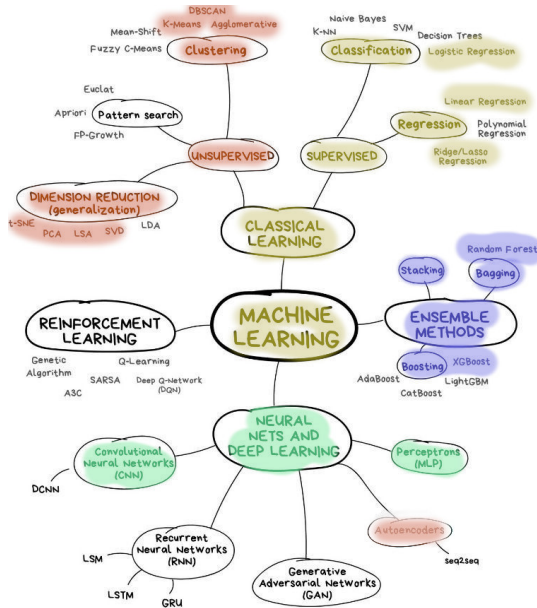 DBSCAN
K-Means
Agglomerative
Mean-Shift
Fuzzy C-Means
Clustering
Naive Bayes
K-NN
SVM
Decision Trees
Classification
Logistic Regression
Euclat
Apriori
Pattern search
FP-Growth
Linear Regression
Regression
Polynomial
Regression
Ridge/Lasso
Regression
UNSUPERVISED
SUPERVISED
DIMENSION REDUCTION
(generalization)
t-SNE
PCA
LSA
SVD
LDA
CLASSICAL
LEARNING
Random Forest
Stacking
Bagging
MACHINE
LEARNING
REINFORCEMENT
LEARNING
ENSEMBLE
METHODS
Genetic
Algorithm
Q-Learning
SARSA
Deep Q-Network
(DQN)
A3C
Boosting
XGBoost
AdaBoost
LightGBM
CatBoost
NEURAL
NETS AND
DEEP LEARNING
Convolutional
Neural Networks
(CNN)
DCNN
Perceptrons
(MLP)
Autoencoders
seq2seq
Recurrent
Neural Networks
(RNN)
LSM
LSTM
GRU
Generative
Adversarial Networks
(GAN)